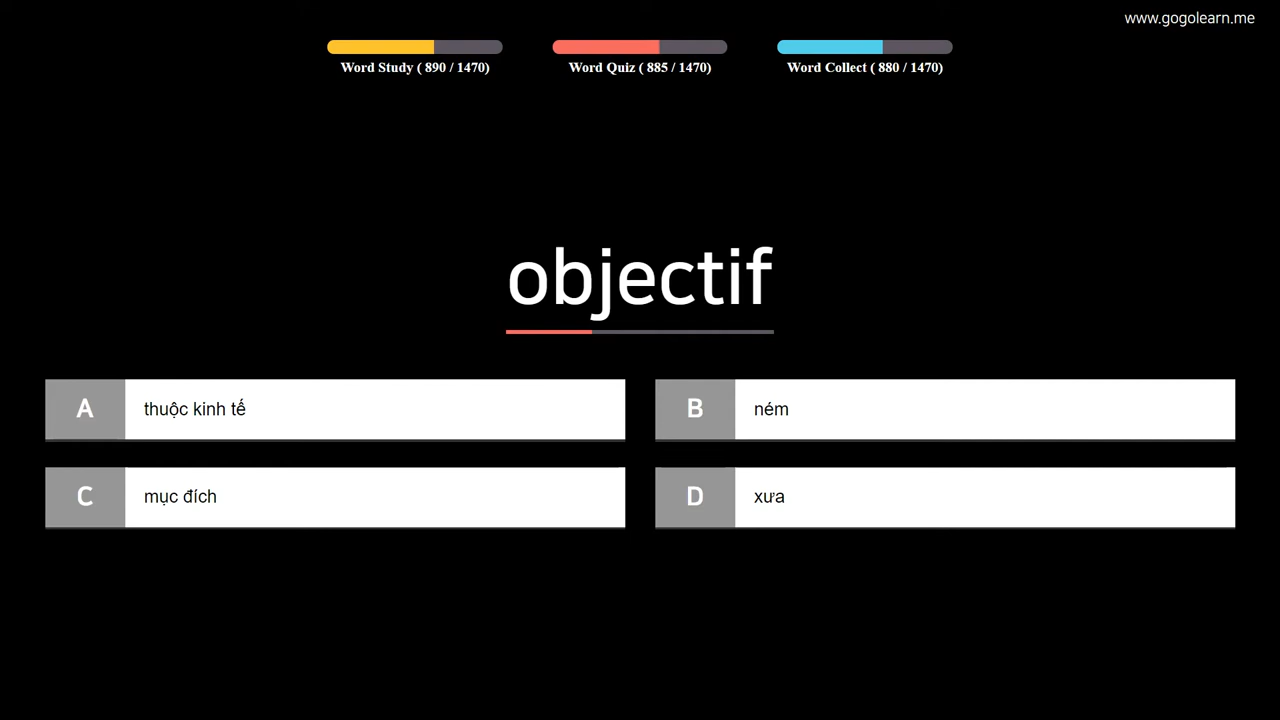 www.gogolearn.me
Word Study ( 890 / 1470)
Word Quiz ( 885 / 1470)
Word Collect ( 880 / 1470)
objectif
A thuộc kinh tế
B ném
C mục đích
D xưa